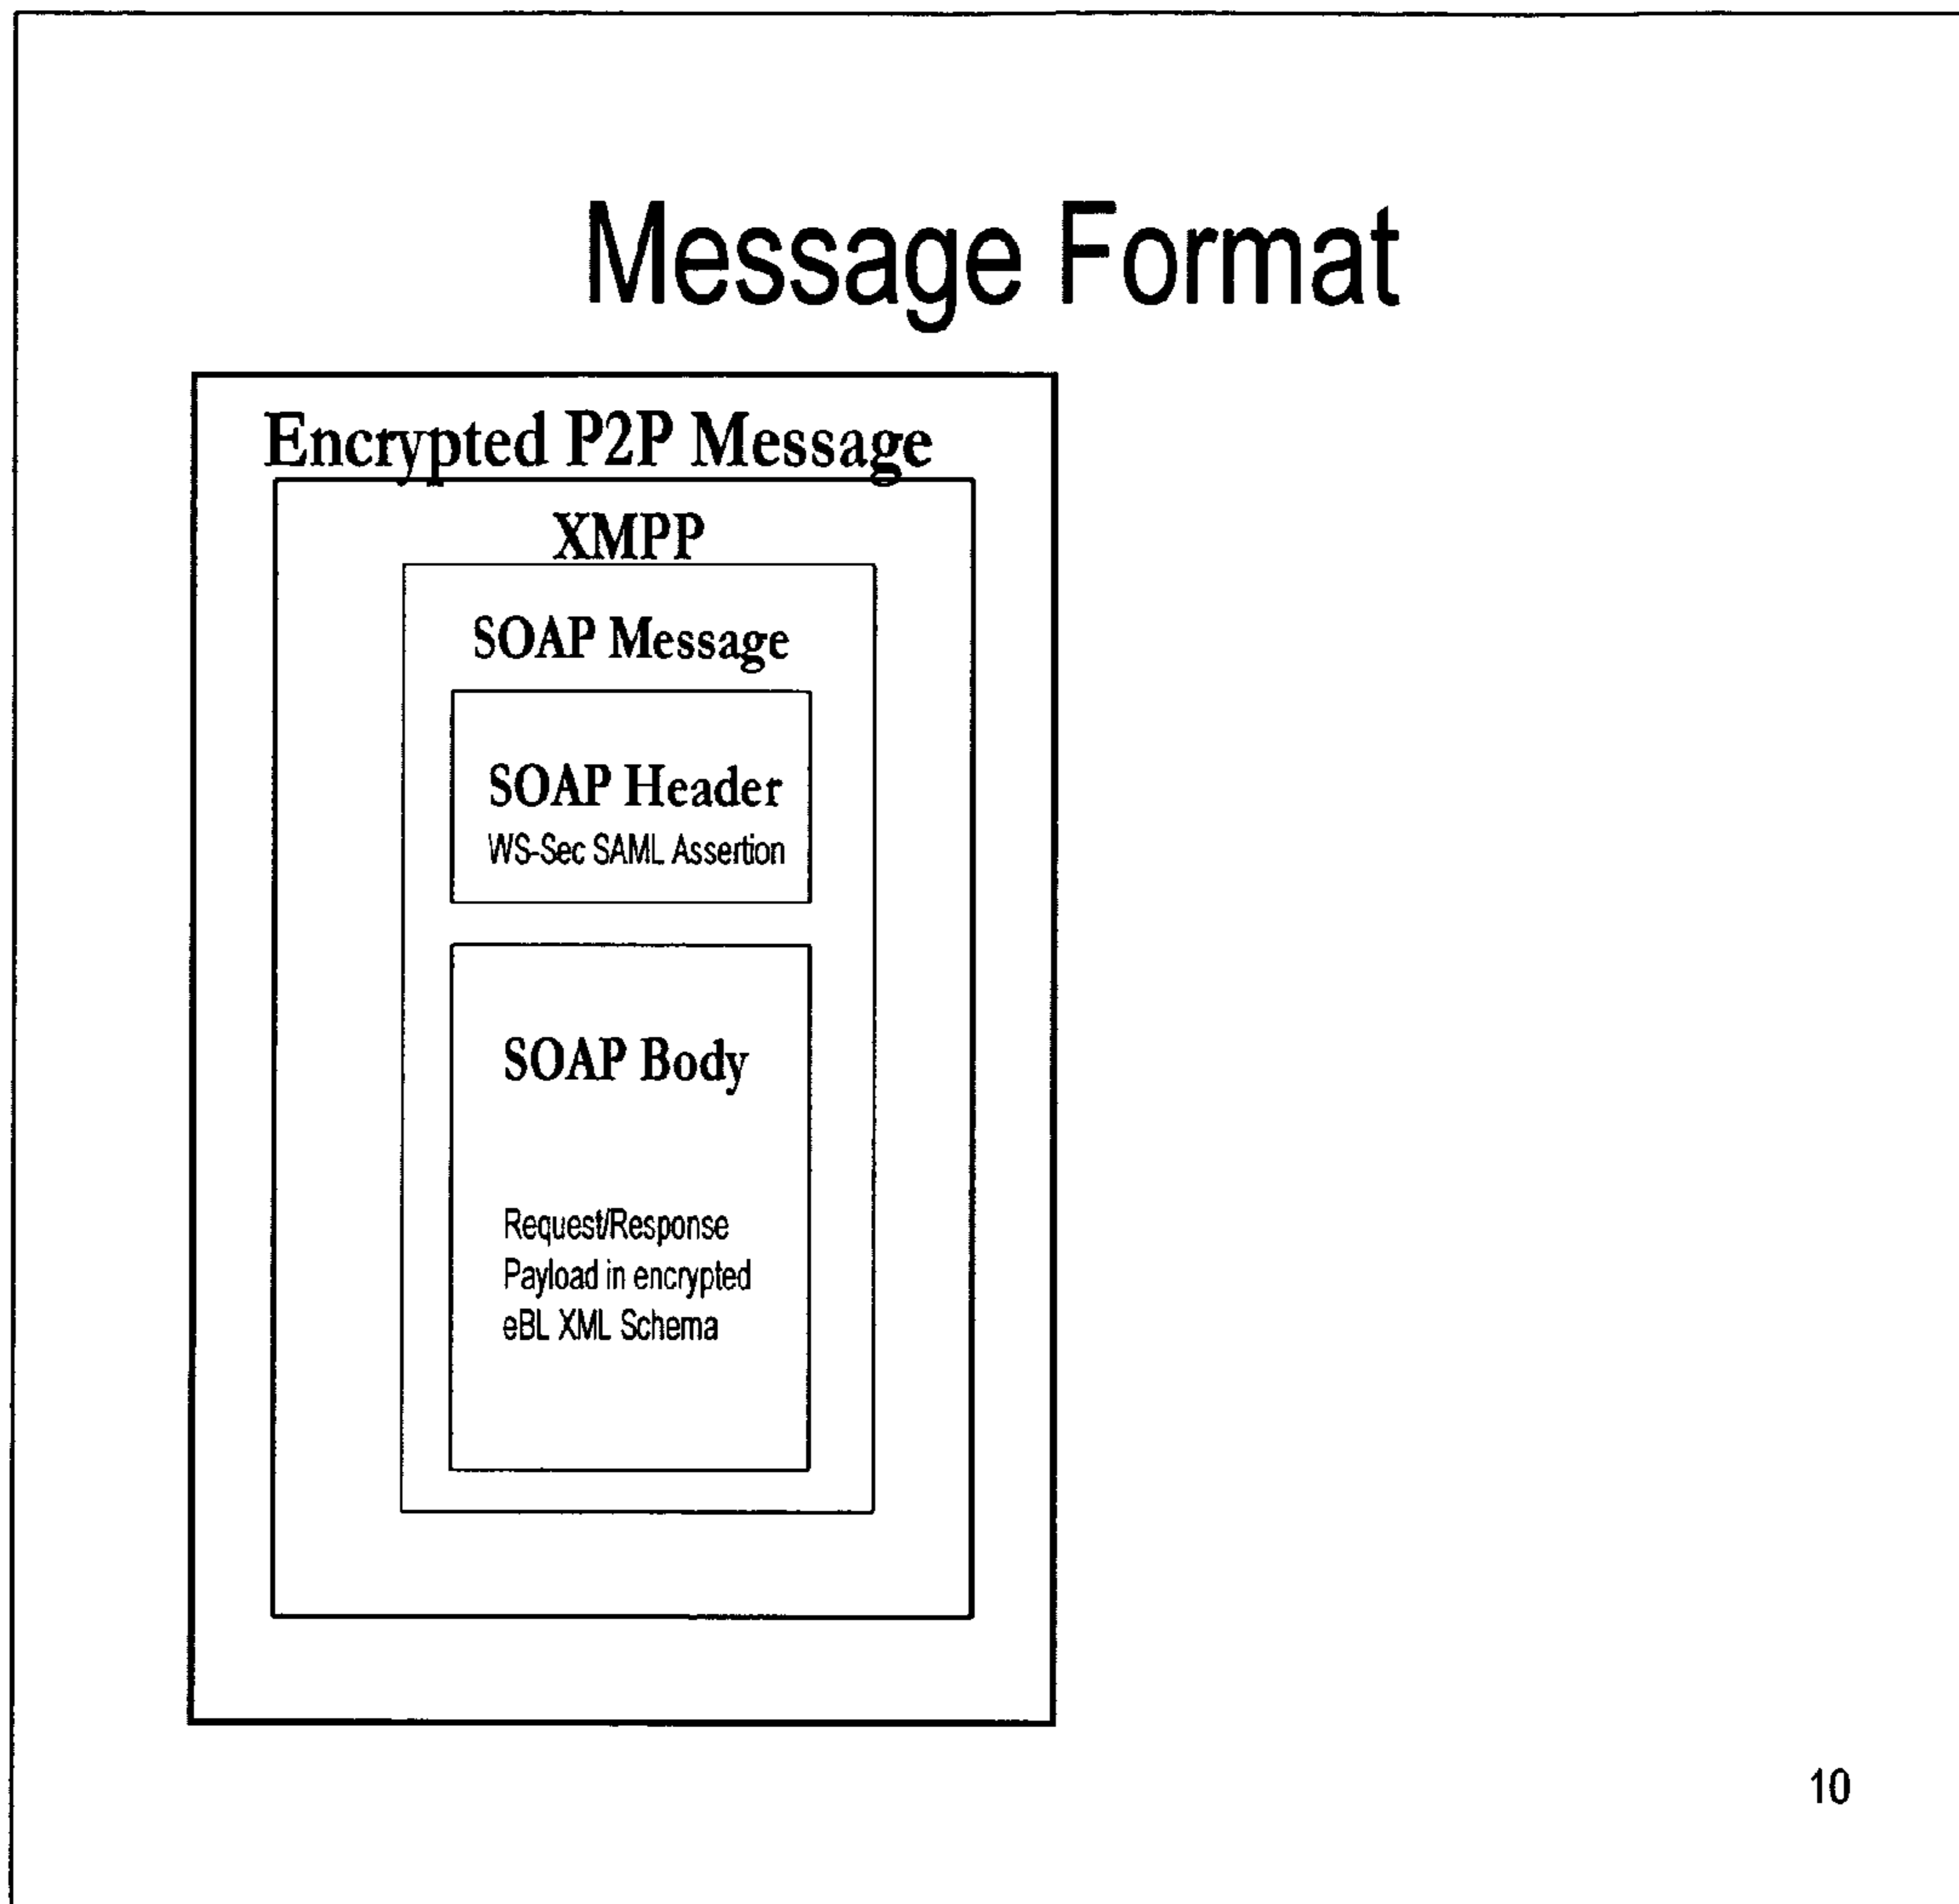 Message Format
Encrypted P2P Message
XMPP
SOAP Message
SOAP Header
WS-Sec SAML Assertion
SOAP Body
Request/Response
Payload in encrypted
eBL XML Schema
10